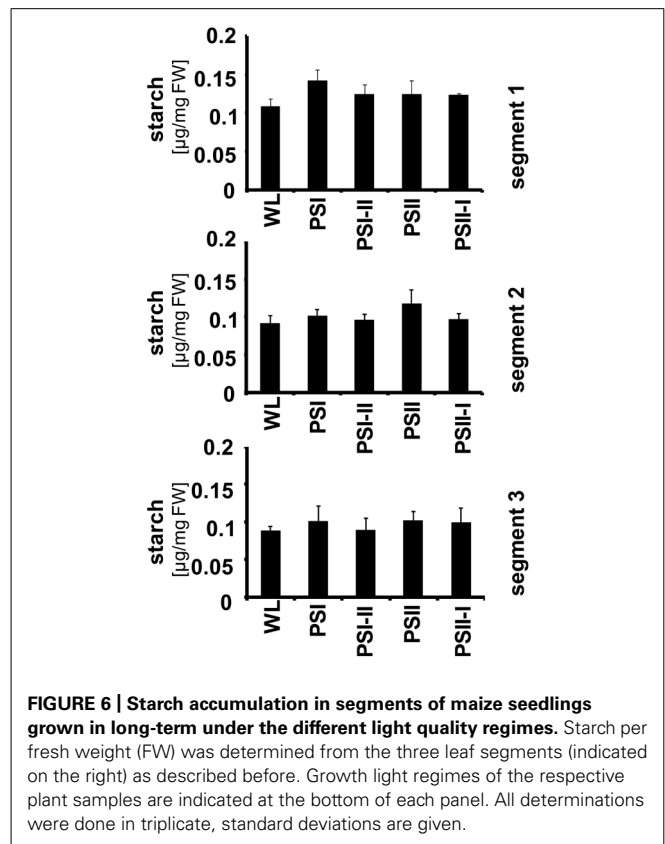 0.2
0.15
0.1
0.05
0
starch
[µg/mg FW]
WL
PSI
PSI-II
PSII
PSII-I
segment 1
0.2
0.15
0.1
0.05
0
starch
[µg/mg FW]
WL
PSI
PSI-II
PSII
PSII-I
segment 2
0.2
0.15
0.1
0.05
0
starch
[µg/mg FW]
WL
PSI
PSI-II
PSII
PSII-I
segment 3
FIGURE 6 | Starch accumulation in segments of maize seedlings
grown in long-term under the different light quality regimes. Starch per
fresh weight (FW) was determined from the three leaf segments (indicated
on the right) as described before. Growth light regimes of the respective
plant samples are indicated at the bottom of each panel. All determinations
were done in triplicate, standard deviations are given.